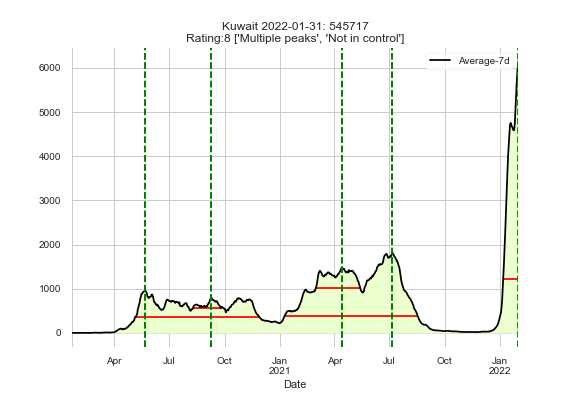 Kuwait 2022-01-31: 545717
Rating:8 ['Multiple peaks', 'Not in control']
Average-7d
6000
5000
4000
3000
2000
1000
0
Apr Jul Oct Jan Apr Jul Oct Jan
2021 2022
Date